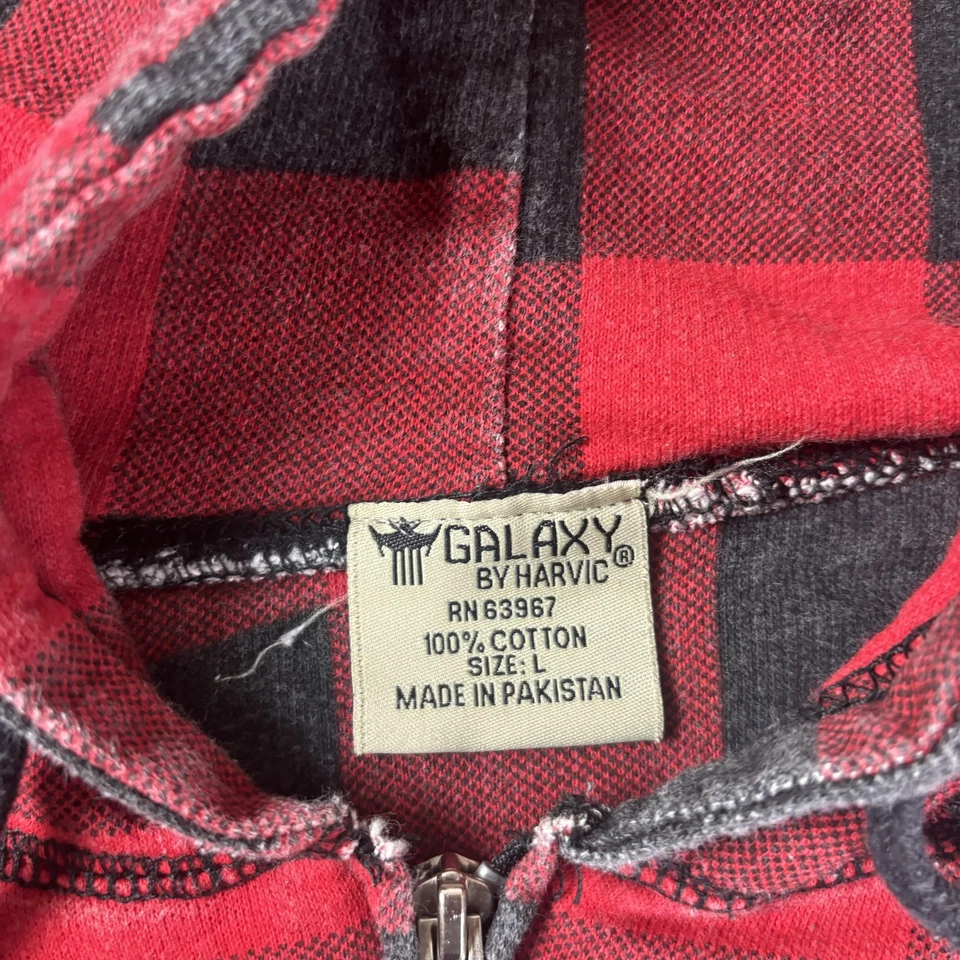 GALAXY®
BY HARVIC
RN 63967
100% COTTON
SIZE: L
MADE IN PAKISTAN